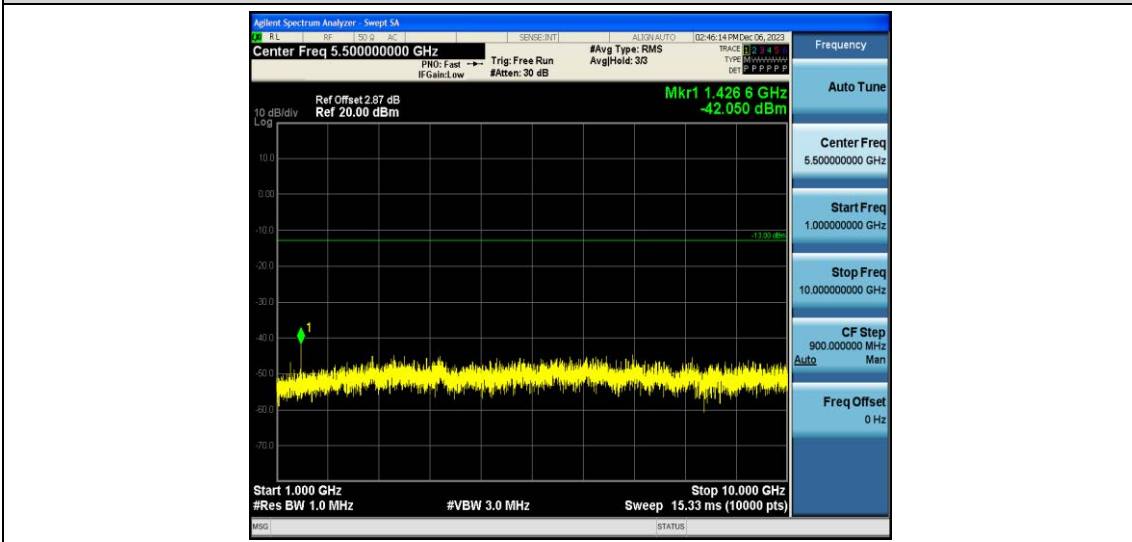 Agilent Spectrum Analyzer - Swept SA
RL RF 50 Ω AC SENSE:INT ALIGNAUTO 02:46:14 PM Dec 06, 2023
Center Freq 5.500000000 GHz
PNO: Fast
IFGain:Low
Trig: Free Run
#Atten: 30 dB
#Avg Type: RMS
Avg|Hold: 3/3
TRACE 1 2 3 4 5 6
TYPE M
DET P P P P P P
Mkr1 1.426 6 GHz
-42.050 dBm
Ref Offset 2.87 dB
10 dB/div Ref 20.00 dBm
Log
10.0
0.00
-10.0
-13.00 dBm
-20.0
-30.0
-40.0
1
-50.0
-60.0
-70.0
Start 1.000 GHz Stop 10.000 GHz
#Res BW 1.0 MHz #VBW 3.0 MHz Sweep 15.33 ms (10000 pts)
MSG STATUS
Frequency
Auto Tune
Center Freq
5.500000000 GHz
Start Freq
1.000000000 GHz
Stop Freq
10.000000000 GHz
CF Step
900.000000 MHz
Auto Man
Freq Offset
0 Hz